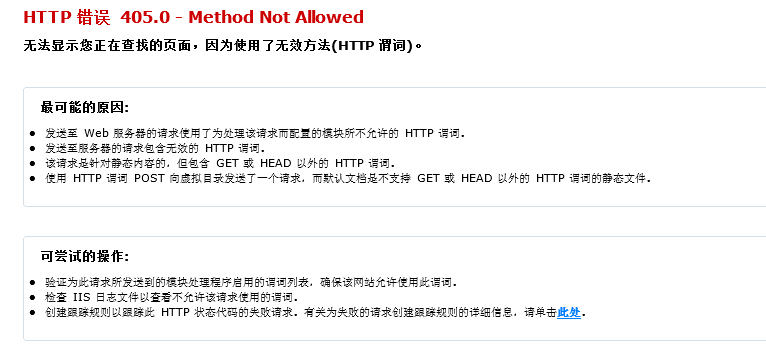 HTTP 错误 405.0 - Method Not Allowed
无法显示您正在查找的页面，因为使用了无效方法(HTTP 谓词)。
最可能的原因:
发送至 Web 服务器的请求使用了为处理该请求而配置的模块所不允许的 HTTP 谓词。
发送至服务器的请求包含无效的 HTTP 谓词。
该请求是针对静态内容的，但包含 GET 或 HEAD 以外的 HTTP 谓词。
使用 HTTP 谓词 POST 向虚拟目录发送了一个请求，而默认文档是不支持 GET 或 HEAD 以外的 HTTP 谓词的静态文件。
可尝试的操作:
验证为此请求所发送到的模块处理程序启用的谓词列表，确保该网站允许使用此谓词。
检查 IIS 日志文件以查看不允许该请求使用的谓词。
创建跟踪规则以跟踪此 HTTP 状态代码的失败请求。有关为失败的请求创建跟踪规则的详细信息，请单击此处。